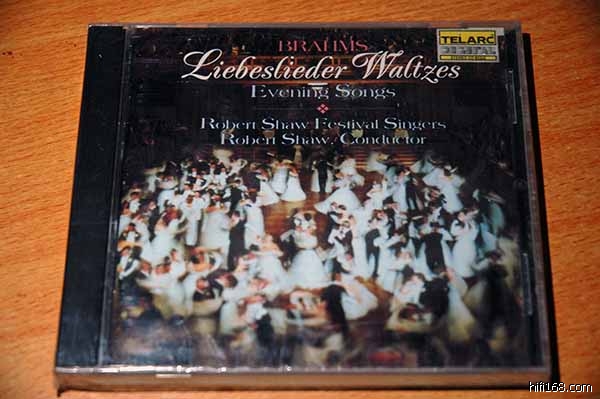 BRAHMS
Liebeslieder Waltzes
Evening Songs
Robert Shaw Festival Singers
Robert Shaw/Conductor
TELARC
DIGITAL
hifi168.com